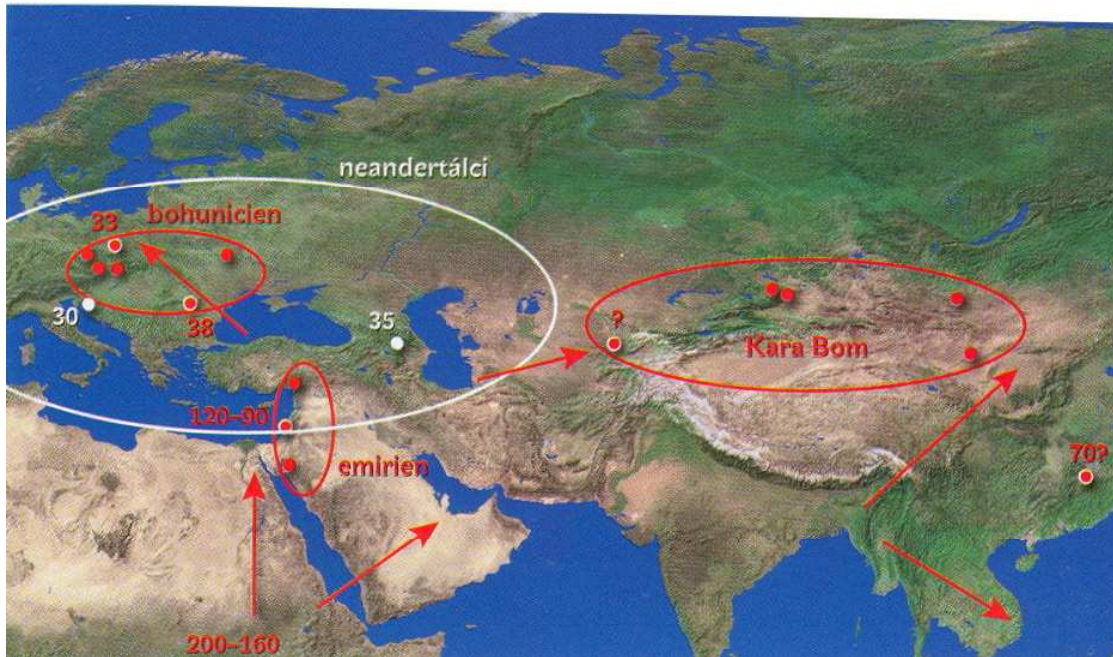 neandertálci
33
bohunicien
30
38
35
?
Kara Bom
120–90
emirien
70?
200–160